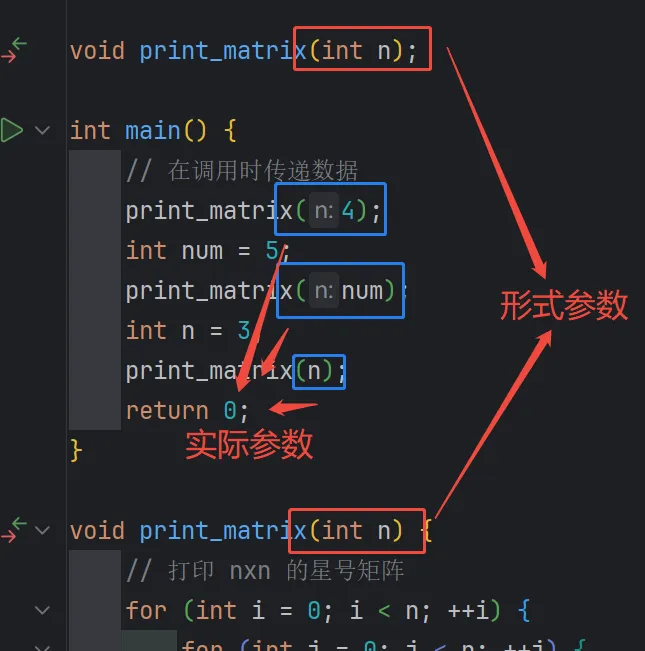 void print_matrix(int n);
int main() {
// 在调用时传递数据
print_matrix( n: 4);
int num = 5;
print_matrix( n: num);
形式参数
int n = 3;
print_matrix(n);
return 0;
实际参数
}
void print_matrix(int n) {
// 打印 nxn 的星号矩阵
for (int i = 0; i < n; ++i) {